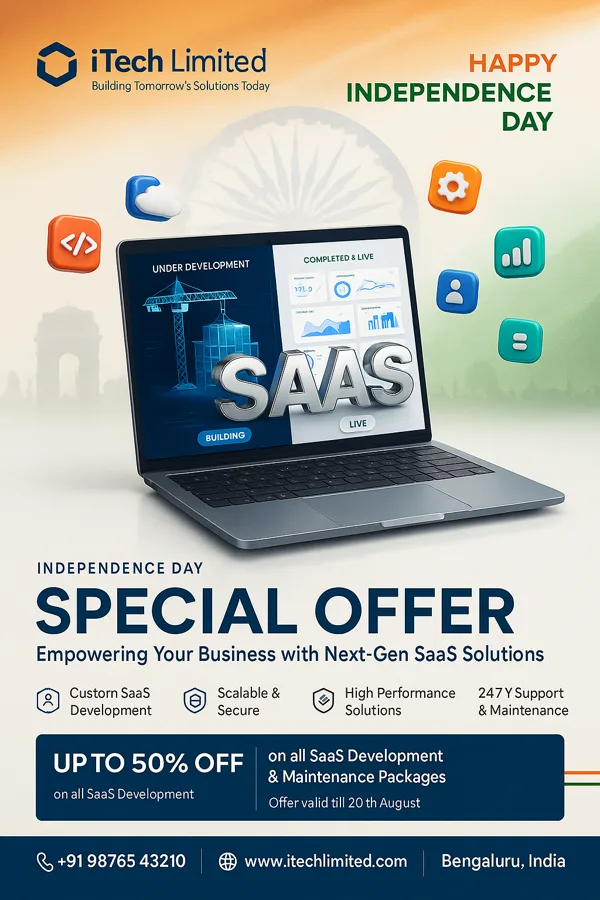 iTech Limited
Building Tomorrow's Solutions Today
HAPPY
INDEPENDENCE
DAY
UNDER DEVELOPMENT
COMPLETED & LIVE
SAAS
BUILDING
LIVE
INDEPENDENCE DAY
SPECIAL OFFER
Empowering Your Business with Next-Gen SaaS Solutions
Custorn SaaS
Development
Scalable &
Secure
High Performance
Solutions
247 Y Support
& Maintenance
UP TO 50% OFF
on all SaaS Development
on all SaaS Development
& Maintenance Packages
Offer valid till 20 th August
+91 98765 43210
www.itechlimited.com
Bengaluru, India